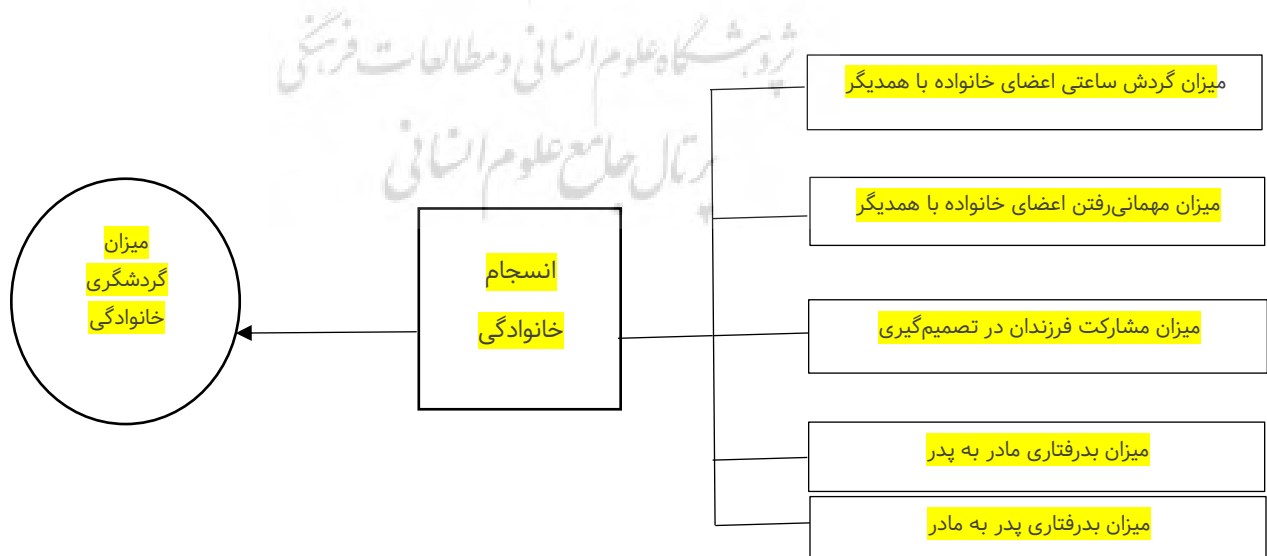 پژوهشگاه علوم انسانی و مطالعات فرهنگی
پرتال جامع علوم انسانی
میزان گردش ساعتی اعضای خانواده با همدیگر
میزان مهمانی‌رفتن اعضای خانواده با همدیگر
میزان مشارکت فرزندان در تصمیم‌گیری
میزان بدرفتاری مادر به پدر
میزان بدرفتاری پدر به مادر
انسجام
خانوادگی
میزان
گردشگری
خانوادگی